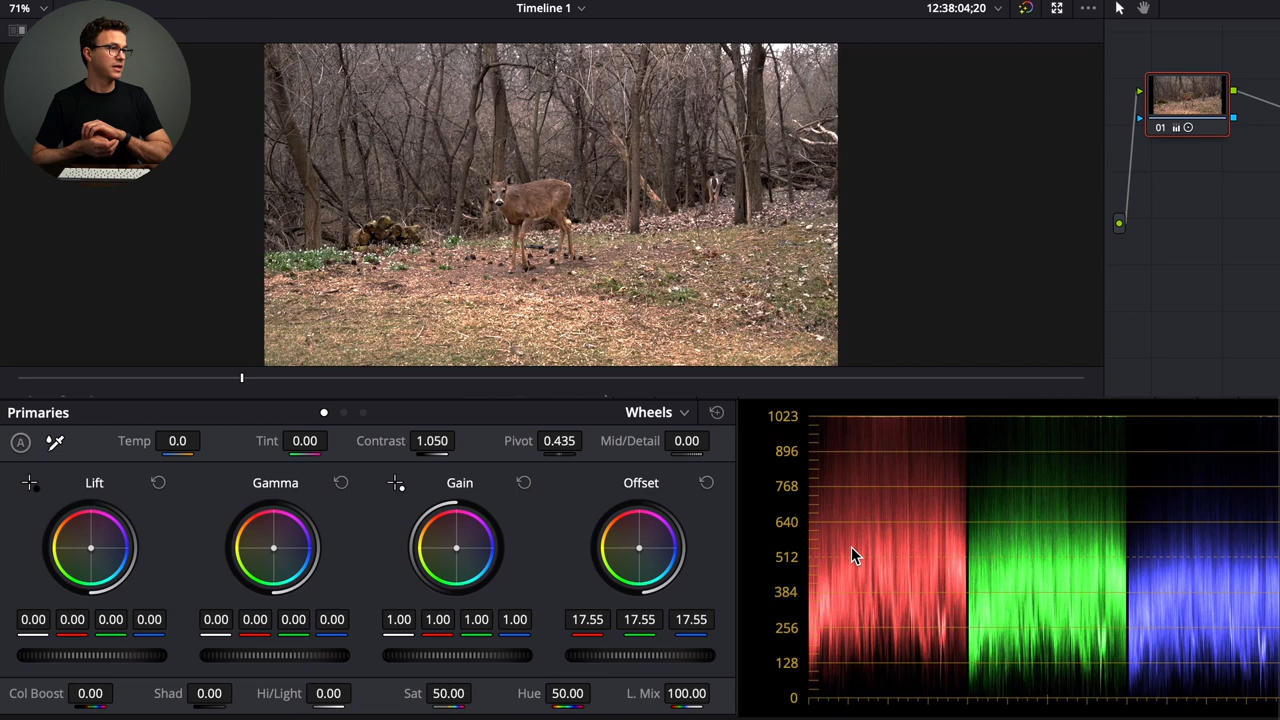 71% Timeline 1 12:38:04;20
01
Primaries Wheels
A Temp 0.0 Tint 0.00 Contrast 1.050 Pivot 0.435 Mid/Detail 0.00
Lift Gamma Gain Offset
0.00 0.00 0.00 0.00 0.00 0.00 0.00 0.00 1.00 1.00 1.00 1.00 17.55 17.55 17.55
Col Boost 0.00 Shad 0.00 Hi/Light 0.00 Sat 50.00 Hue 50.00 L. Mix 100.00
1023
896
768
640
512
384
256
128
0